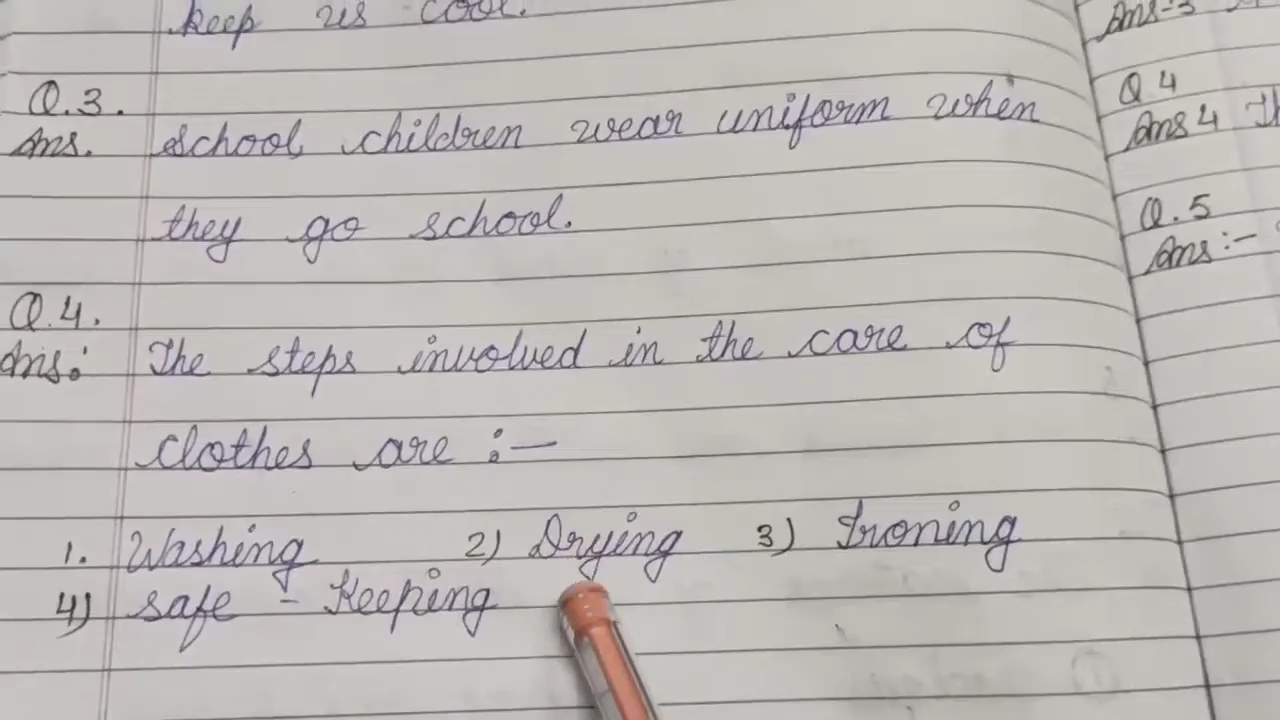 keep us cool.
Q.3.
Ans. school children wear uniform when
they go school.
Q.4.
Ans: The steps involved in the care of
clothes are :-
1. Washing 2) Drying 3) Ironing
4) safe - Keeping
Ans-3
Q 4
Ans 4
Q.5
Ans :-